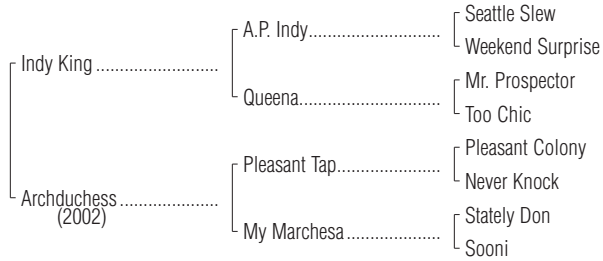 Seattle Slew
A.P. Indy
Weekend Surprise
Indy King
Mr. Prospector
Queena
Too Chic
Pleasant Colony
Pleasant Tap
Never Knock
Archduchess
(2002)
Stately Don
My Marchesa
Sooni